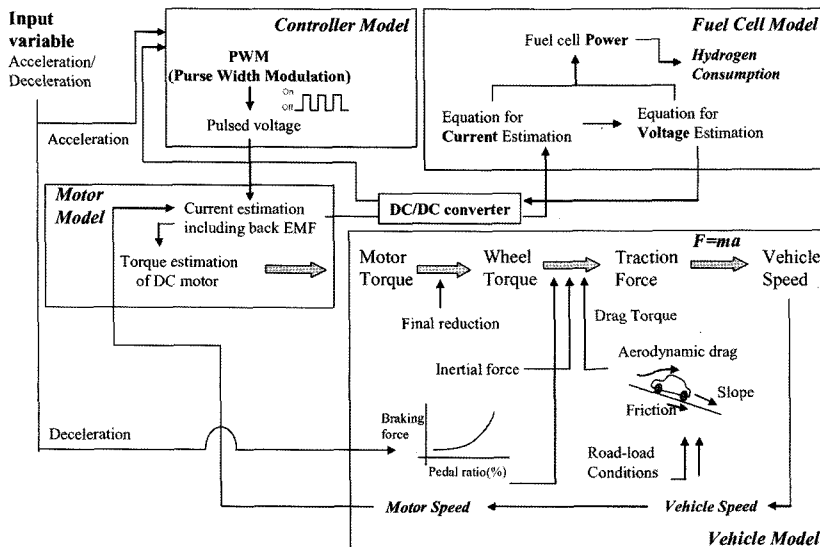 Input
variable
Acceleration/
Deceleration
Acceleration
Controller Model
PWM
(Purse Width Modulation)
On
Off
Pulsed voltage
Fuel Cell Model
Fuel cell Power
Hydrogen
Consumption
Equation for
Current Estimation
Equation for
Voltage Estimation
Motor
Model
Current estimation
including back EMF
Torque estimation
of DC motor
DC/DC converter
F=ma
Motor
Torque
Wheel
Torque
Traction
Force
Vehicle
Speed
Final reduction
Drag Torque
Inertial force
Aerodynamic drag
Slope
Friction
Deceleration
Braking
force
Pedal ratio(%)
Road-load
Conditions
Motor Speed
Vehicle Speed
Vehicle Model